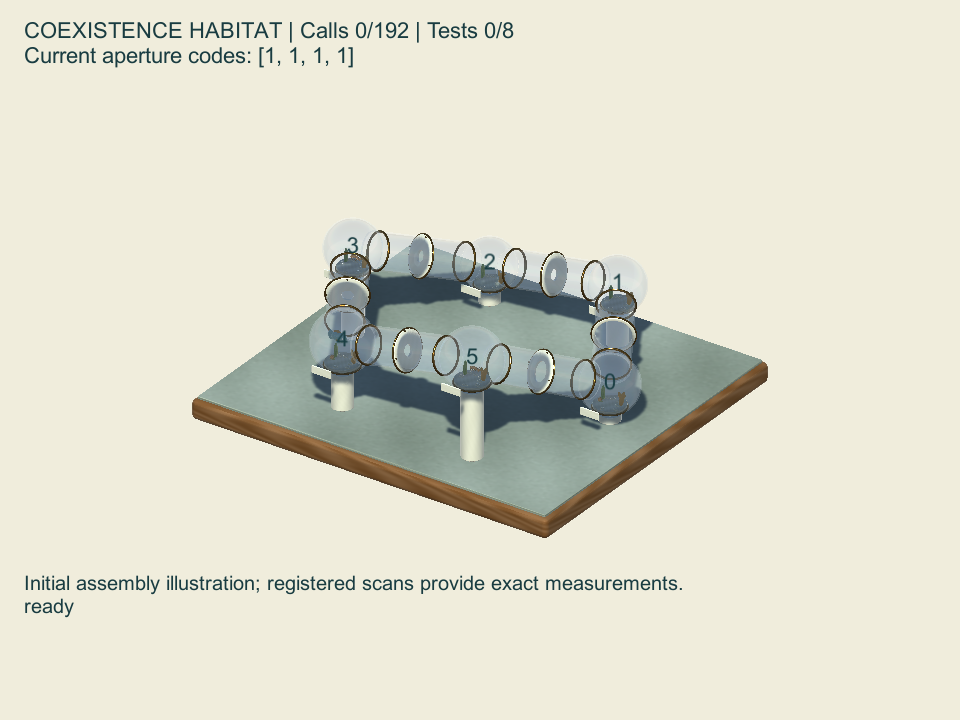 COEXISTENCE HABITAT | Calls 0/192 | Tests 0/8
Current aperture codes: [1, 1, 1, 1]
3
2
1
4
5
0
Initial assembly illustration; registered scans provide exact measurements.
ready